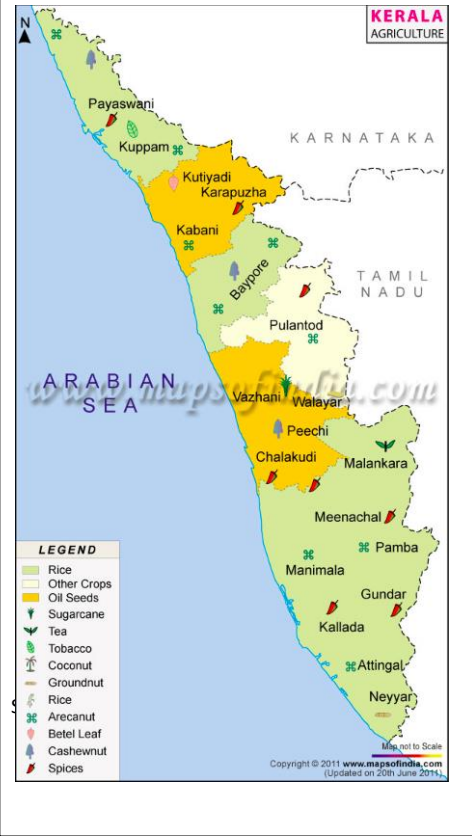 KERALA
AGRICULTURE
N
Payaswani
Kuppam
KARNATAKA
Kutiyadi
Karapuzha
Kabani
Baypore
TAMIL
NADU
Pulantod
ARABIAN
SEA
www.mapsofindia.com
Vazhani
Walayar
Peechi
Chalakudi
Malankara
Meenachal
Pamba
Manimala
Gundar
Kallada
Attingal
Neyyar
LEGEND
Rice
Other Crops
Oil Seeds
Sugarcane
Tea
Tobacco
Coconut
Groundnut
Rice
Arecanut
Betel Leaf
Cashewnut
Spices
Map not to Scale
Copyright © 2011 www.mapsofindia.com
(Updated on 20th June 2011)